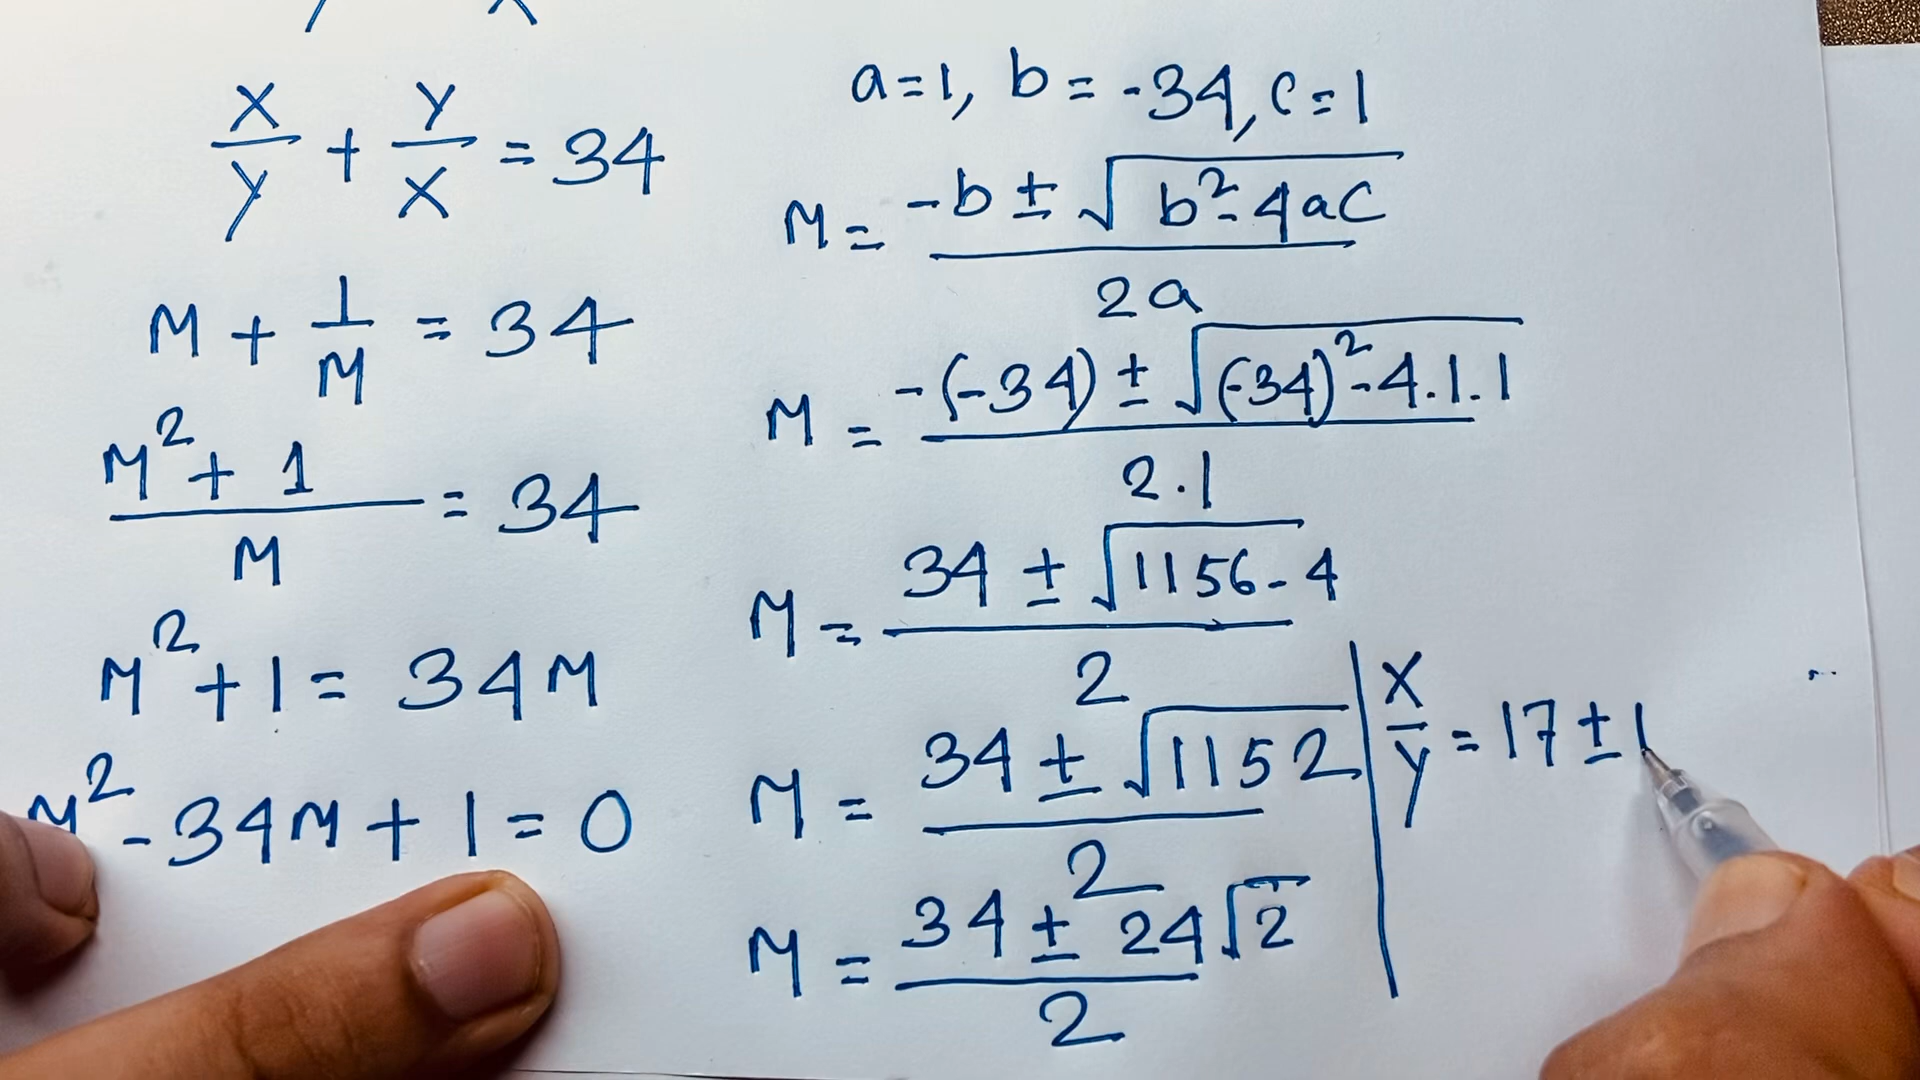 x/y + y/x = 34
M + 1/M = 34
(M² + 1)/M = 34
M² + 1 = 34M
M² - 34M + 1 = 0
a = 1, b = -34, c = 1
M = (-b ± √(b² - 4ac))/2a
M = (-(-34) ± √((-34)² - 4.1.1))/2.1
M = (34 ± √(1156 - 4))/2
M = (34 ± √1152)/2
M = (34 ± 24√2)/2
x/y = 17 ± 1